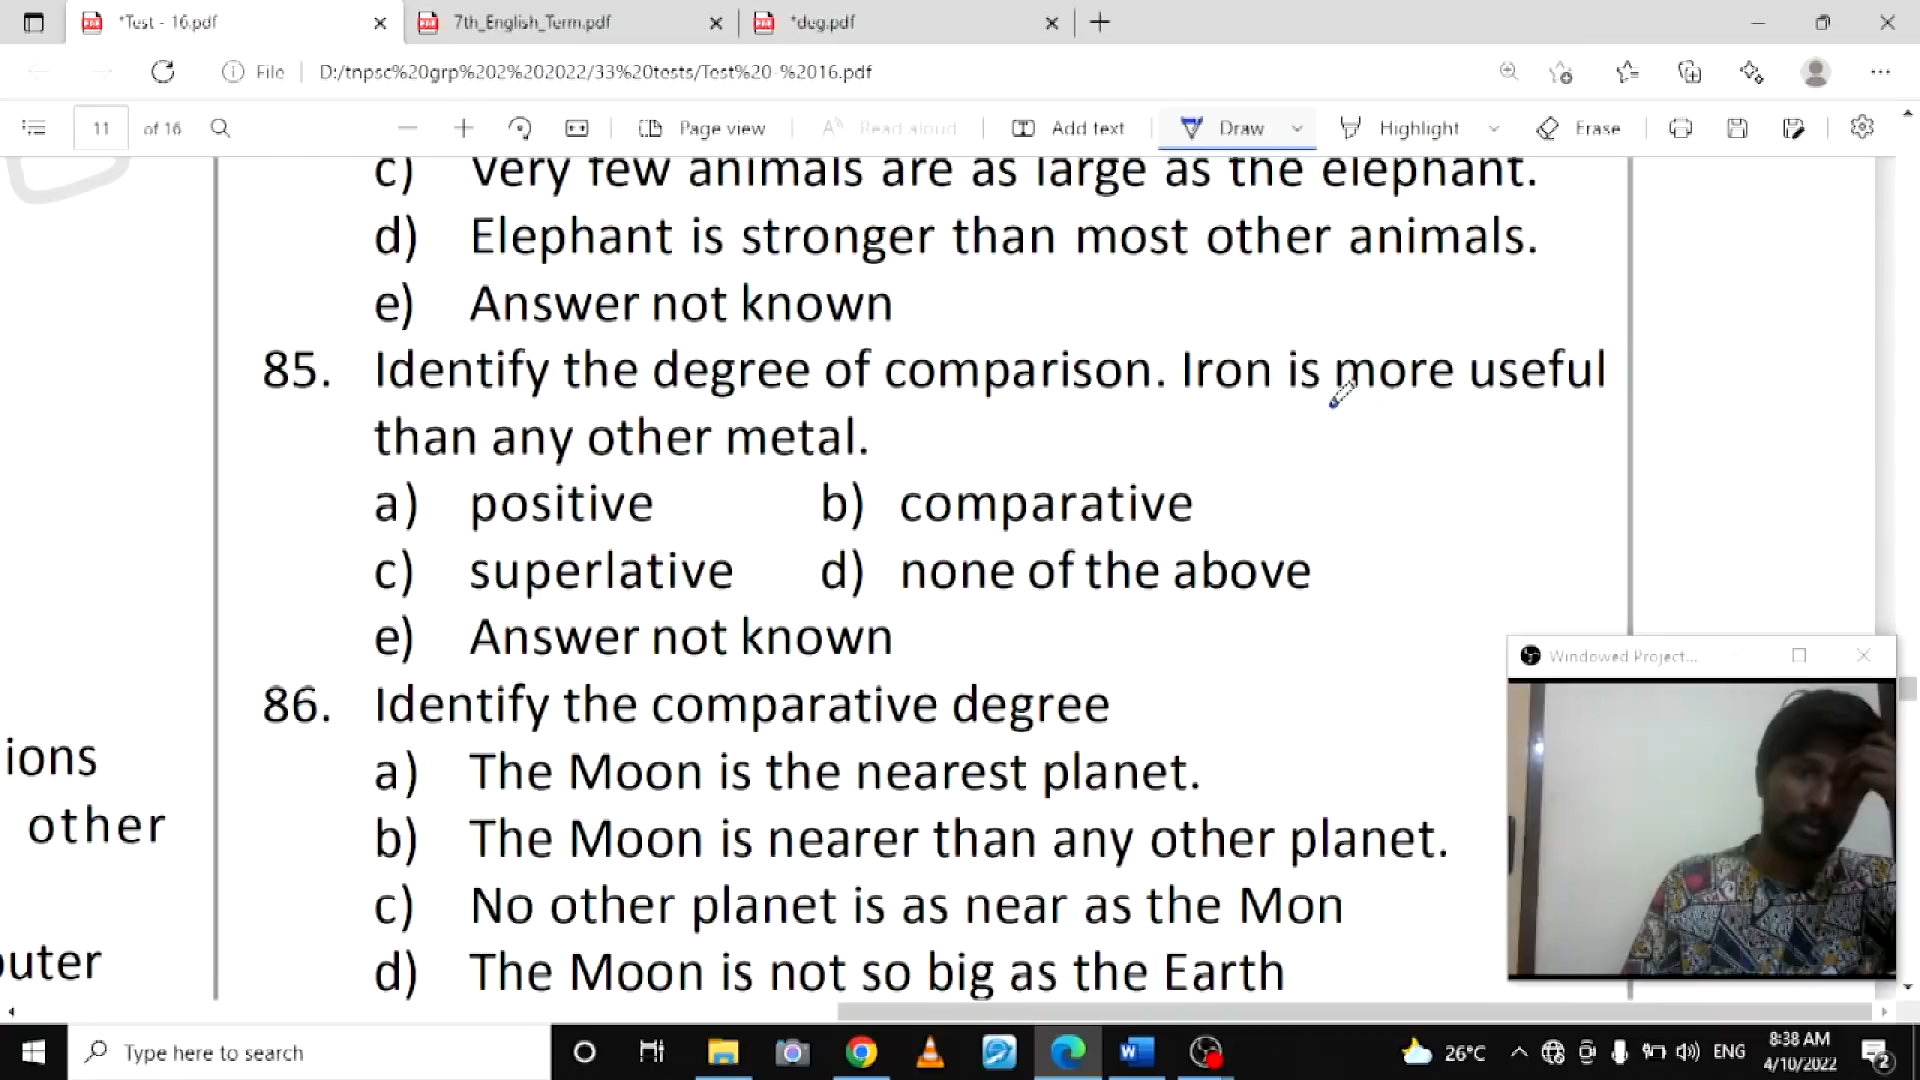 *Test - 16.pdf
7th_English_Term.pdf
*deg.pdf
File
D:/tnpsc%20grp%202%202022/33%20tests/Test%20-%2016.pdf
11 of 16
Page view
Read aloud
Add text
Draw
Highlight
Erase
c) Very few animals are as large as the elephant.
d) Elephant is stronger than most other animals.
e) Answer not known
85. Identify the degree of comparison. Iron is more useful
than any other metal.
a) positive b) comparative
c) superlative d) none of the above
e) Answer not known
86. Identify the comparative degree
a) The Moon is the nearest planet.
b) The Moon is nearer than any other planet.
c) No other planet is as near as the Mon
d) The Moon is not so big as the Earth
ions
other
outer
Windowed Project...
Type here to search
26°C
ENG
8:38 AM
4/10/2022
2